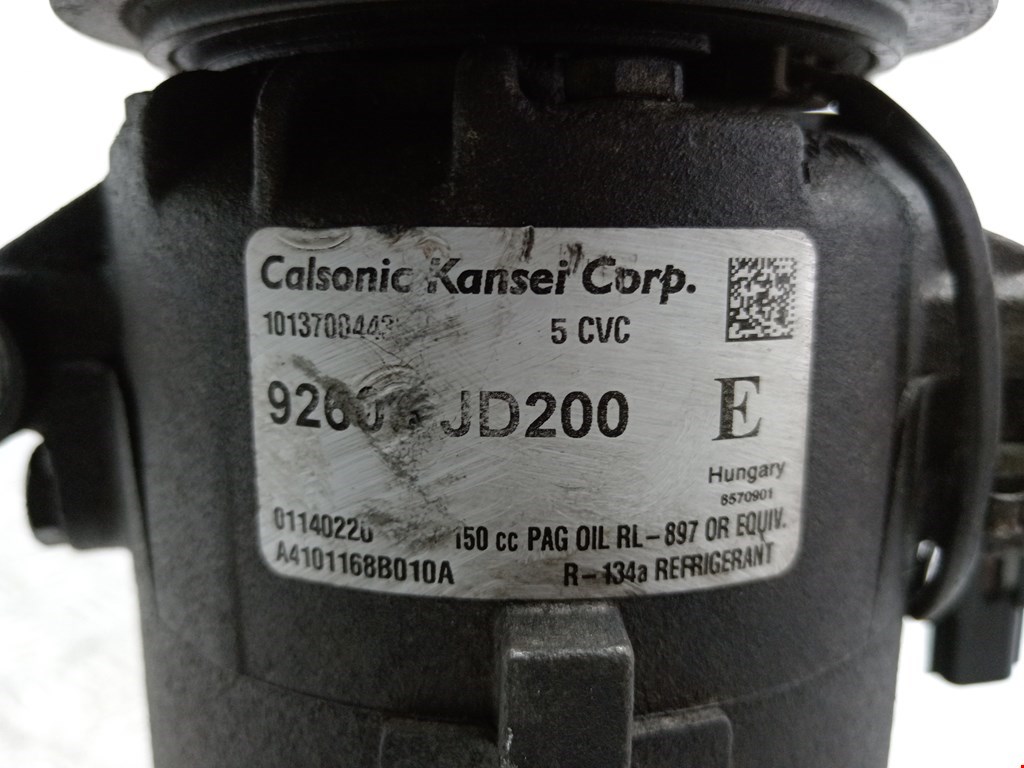 Calsonic Kansei Corp.
5 CVC
JD200
E
Hungary
8570901
150 cc PAG OIL RL-897 OR EQUIV.
A4101168B010A
R-134a REFRIGERANT